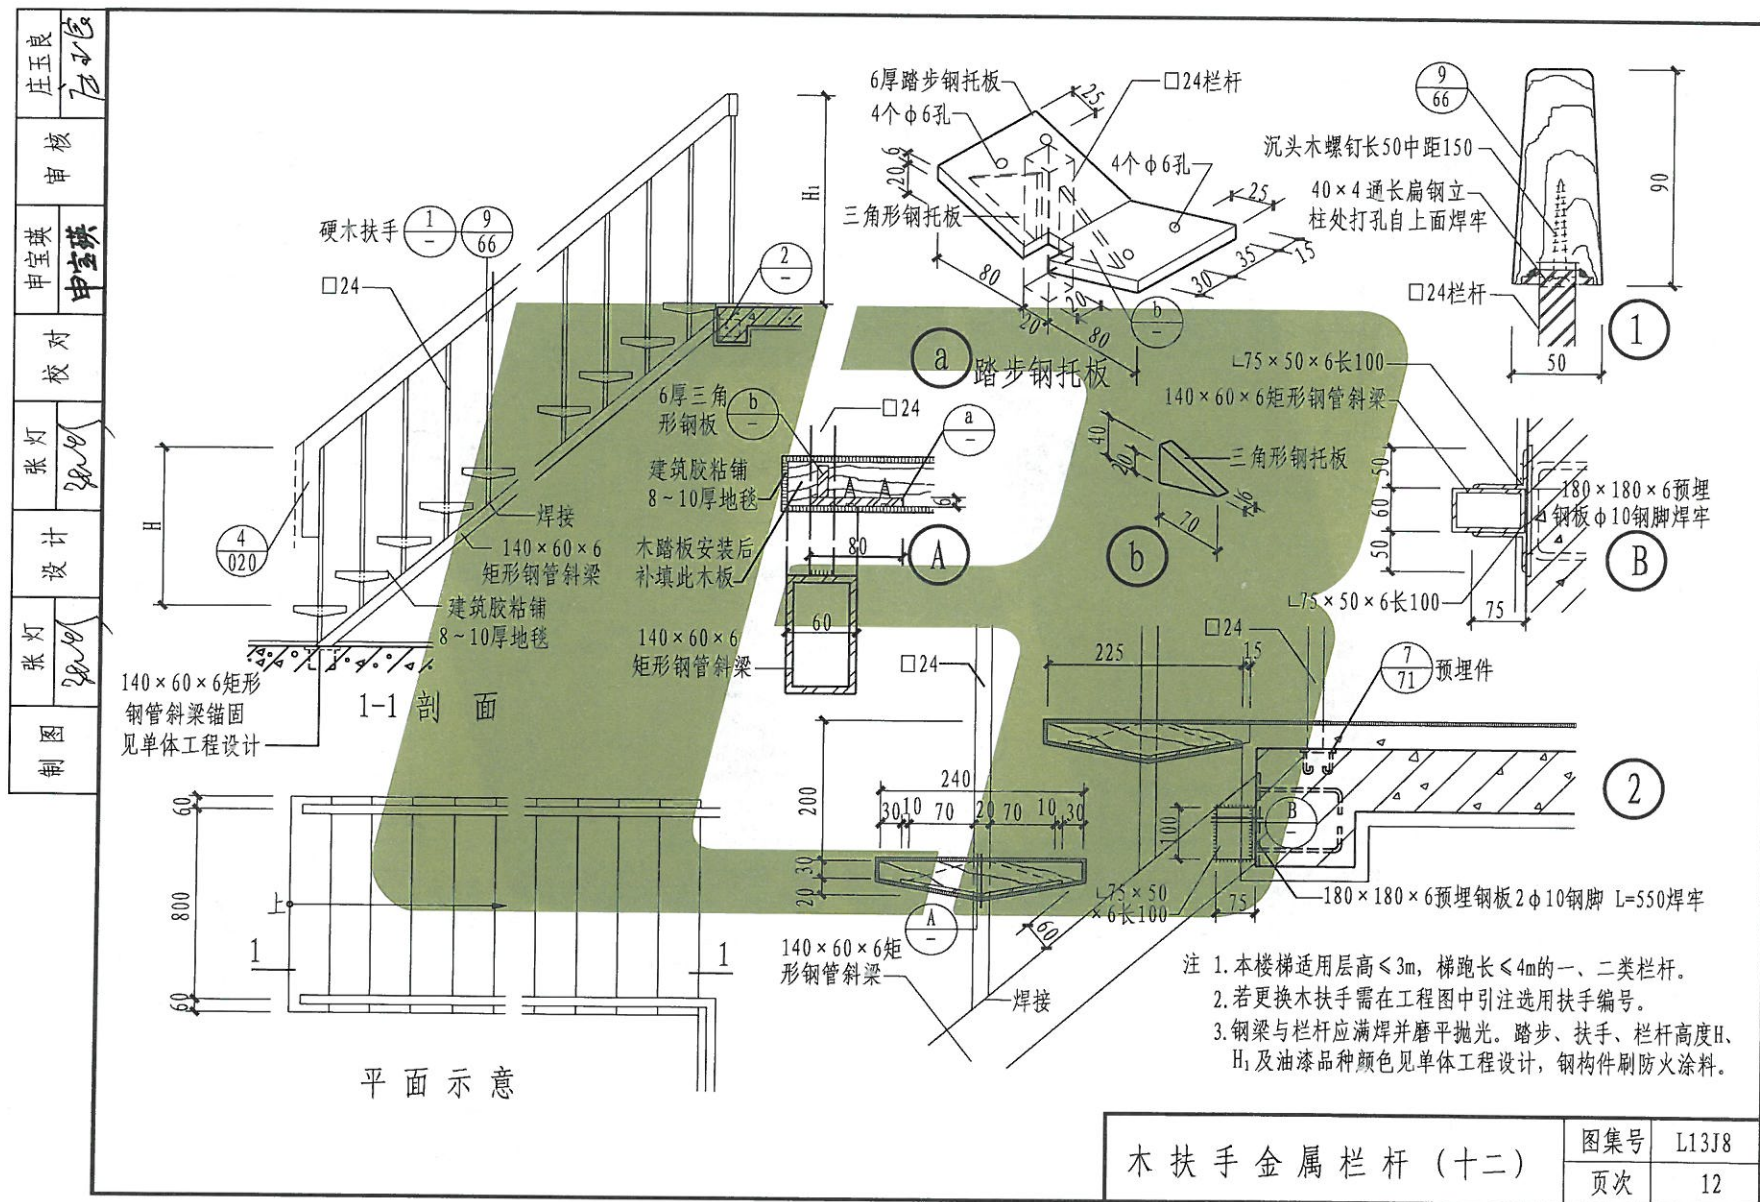 庄玉良
审核
申宝瑛
申宝瑛
校对
张灯
设计
张灯
制图
硬木扶手
1
-
9
66
□24
2
-
H₁
H
4
020
焊接
140×60×6
矩形钢管斜梁
建筑胶粘铺
8~10厚地毯
140×60×6矩形
钢管斜梁锚固
见单体工程设计
1-1剖面
6厚踏步钢托板
4个φ6孔
25
□24栏杆
4个φ6孔
6
20
三角形钢托板
25
80
15
35
30
20
20
80
b
-
a
踏步钢托板
9
66
沉头木螺钉长50中距150
40×4通长扁钢立
柱处打孔自上面焊牢
□24栏杆
90
50
1
6厚三角
形钢板
b
-
□24
a
-
建筑胶粘铺
8~10厚地毯
6
木踏板安装后
补填此木板
80
A
60
140×60×6
矩形钢管斜梁
40
20
三角形钢托板
6
70
b
∟75×50×6长100
140×60×6矩形钢管斜梁
50
60
50
180×180×6预埋
钢板φ10钢脚焊牢
B
∟75×50×6长100
75
□24
□24
225
15
7
71
预埋件
200
240
30
10
70
20
70
10
30
30
20
A
-
100
B
-
2
∟75×50
×6长100
75
180×180×6预埋钢板2φ10钢脚 L=550焊牢
60
140×60×6矩
形钢管斜梁
焊接
60
800
60
上
1
1
平面示意
注 1.本楼梯适用层高≤3m，梯跑长≤4m的一、二类栏杆。
2.若更换木扶手需在工程图中引注选用扶手编号。
3.钢梁与栏杆应满焊并磨平抛光。踏步、扶手、栏杆高度H、
H₁及油漆品种颜色见单体工程设计，钢构件刷防火涂料。
木扶手金属栏杆（十二）
图集号
L13J8
页次
12